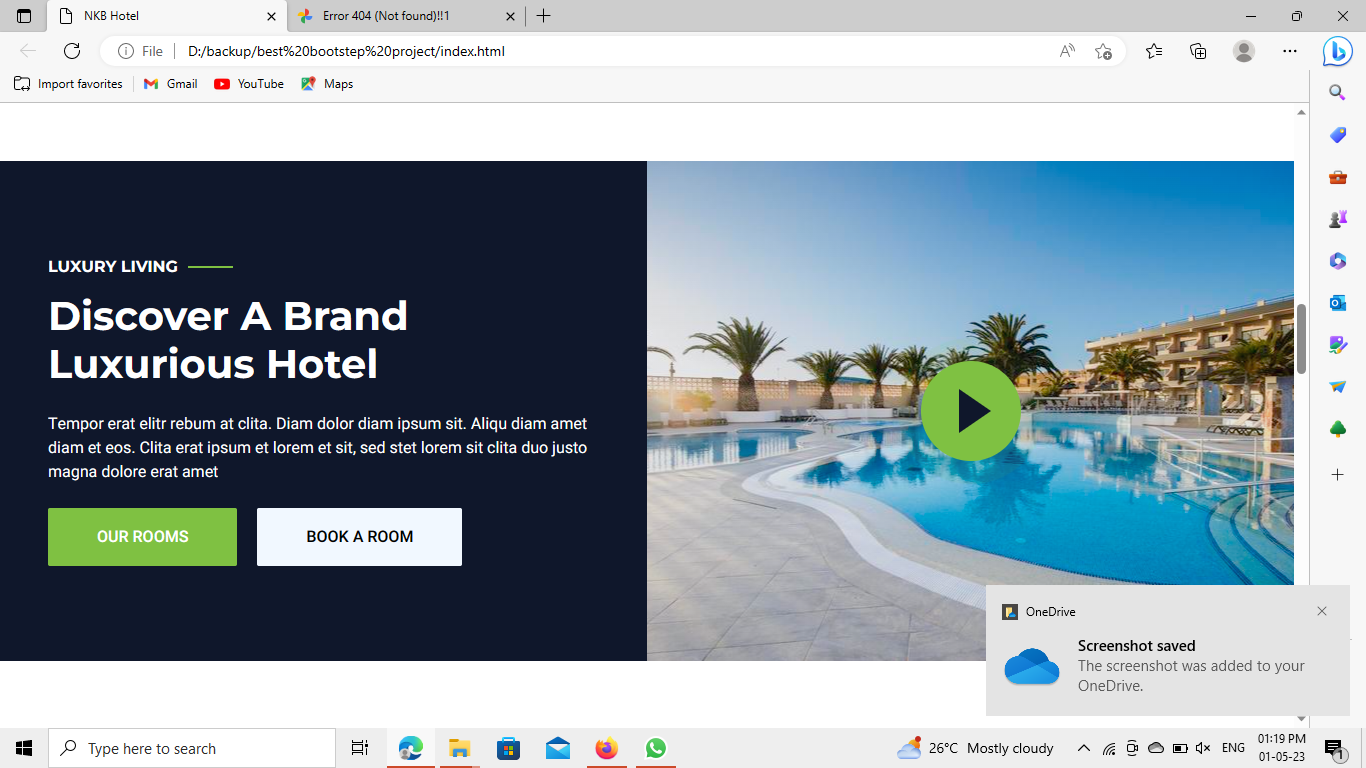 NKB Hotel
Error 404 (Not found)!!1
File
D:/backup/best%20bootstep%20project/index.html
Import favorites
Gmail
YouTube
Maps
LUXURY LIVING
Discover A Brand
Luxurious Hotel
Tempor erat elitr rebum at clita. Diam dolor diam ipsum sit. Aliqu diam amet
diam et eos. Clita erat ipsum et lorem et sit, sed stet lorem sit clita duo justo
magna dolore erat amet
OUR ROOMS
BOOK A ROOM
OneDrive
Screenshot saved
The screenshot was added to your
OneDrive.
Type here to search
26°C Mostly cloudy
ENG
01:19 PM
01-05-23
1